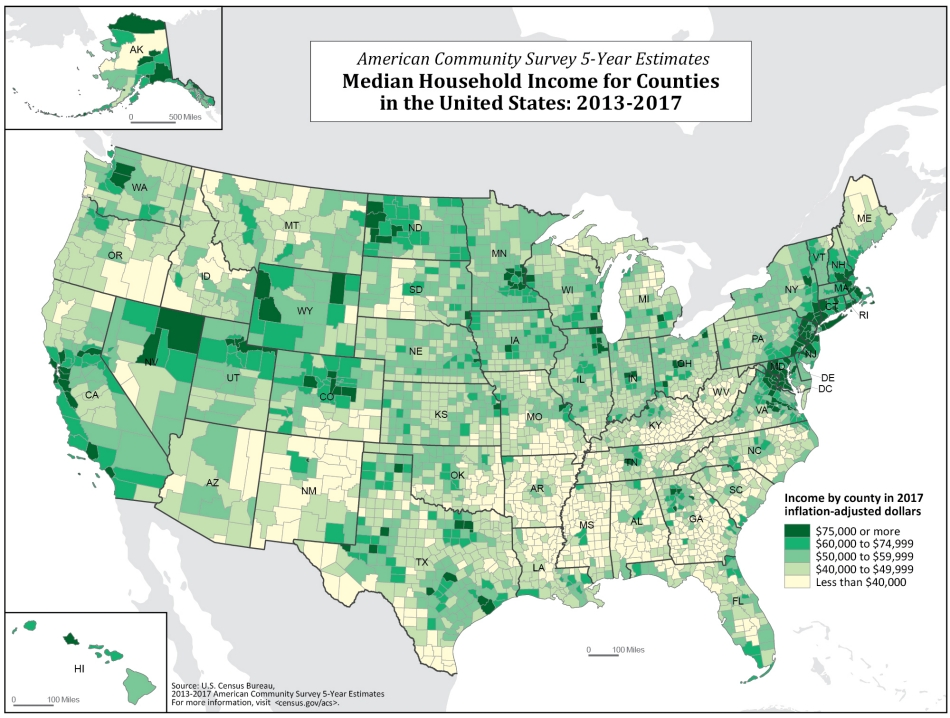 American Community Survey 5-Year Estimates
Median Household Income for Counties
in the United States: 2013-2017
AK
0 500 Miles
WA
MT
ND
MN
ME
OR
ID
WY
SD
WI
MI
NY
VT
NH
MA
CT
RI
NV
UT
CO
NE
IA
IL
IN
OH
PA
NJ
MD
DE
DC
CA
KS
MO
KY
WV
VA
AZ
NM
OK
AR
TN
NC
SC
TX
LA
MS
AL
GA
FL
Income by county in 2017
inflation-adjusted dollars
$75,000 or more
$60,000 to $74,999
$50,000 to $59,999
$40,000 to $49,999
Less than $40,000
0 100 Miles
HI
0 100 Miles
Source: U.S. Census Bureau,
2013-2017 American Community Survey 5-Year Estimates
For more information, visit <census.gov/acs>.